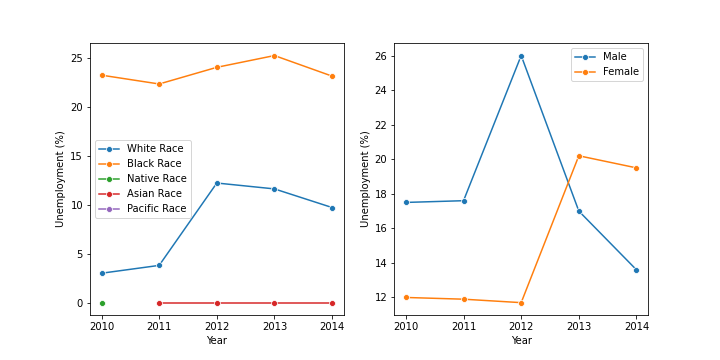 25
20
15
10
5
0
Unemployment (%)
White Race
Black Race
Native Race
Asian Race
Pacific Race
2010 2011 2012 2013 2014
Year
26
24
22
20
18
16
14
12
Unemployment (%)
Male
Female
2010 2011 2012 2013 2014
Year